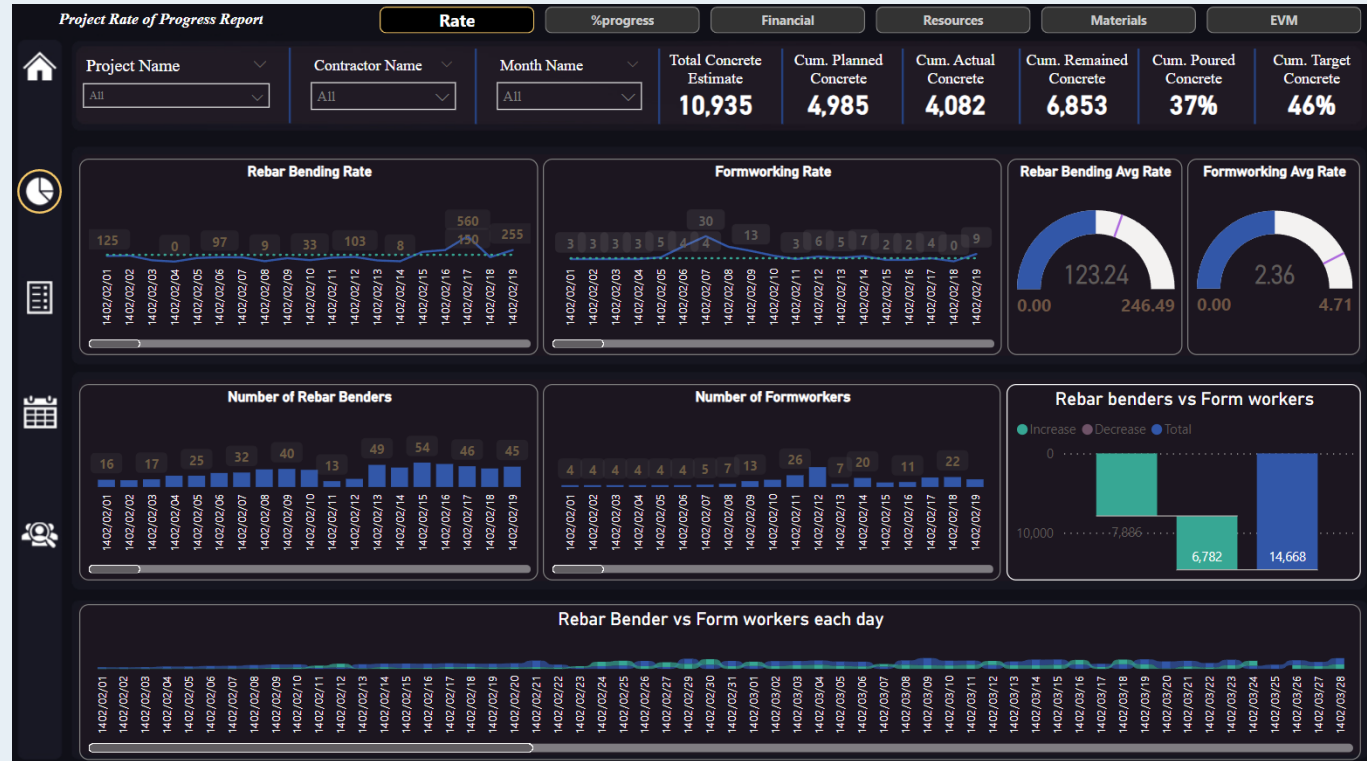 Project Rate of Progress Report
Rate
%progress
Financial
Resources
Materials
EVM
Project Name
All
Contractor Name
All
Month Name
All
Total Concrete
Estimate
10,935
Cum. Planned
Concrete
4,985
Cum. Actual
Concrete
4,082
Cum. Remained
Concrete
6,853
Cum. Poured
Concrete
37%
Cum. Target
Concrete
46%
Rebar Bending Rate
125 0 97 9 33 103 8 560 150 255
1402/02/01 1402/02/02 1402/02/03 1402/02/04 1402/02/05 1402/02/06 1402/02/07 1402/02/08 1402/02/09 1402/02/10 1402/02/11 1402/02/12 1402/02/13 1402/02/14 1402/02/15 1402/02/16 1402/02/17 1402/02/18 1402/02/19
Formworking Rate
3 3 3 3 5 4 30 4 13 3 6 5 7 2 2 4 0 9
1402/02/01 1402/02/02 1402/02/03 1402/02/04 1402/02/05 1402/02/06 1402/02/07 1402/02/08 1402/02/09 1402/02/10 1402/02/11 1402/02/12 1402/02/13 1402/02/14 1402/02/15 1402/02/16 1402/02/17 1402/02/18 1402/02/19
Rebar Bending Avg Rate
123.24
0.00 246.49
Formworking Avg Rate
2.36
0.00 4.71
Number of Rebar Benders
16 17 25 32 40 13 49 54 46 45
1402/02/01 1402/02/02 1402/02/03 1402/02/04 1402/02/05 1402/02/06 1402/02/07 1402/02/08 1402/02/09 1402/02/10 1402/02/11 1402/02/12 1402/02/13 1402/02/14 1402/02/15 1402/02/16 1402/02/17 1402/02/18 1402/02/19
Number of Formworkers
4 4 4 4 4 4 5 7 13 26 7 20 11 22
1402/02/01 1402/02/02 1402/02/03 1402/02/04 1402/02/05 1402/02/06 1402/02/07 1402/02/08 1402/02/09 1402/02/10 1402/02/11 1402/02/12 1402/02/13 1402/02/14 1402/02/15 1402/02/16 1402/02/17 1402/02/18 1402/02/19
Rebar benders vs Form workers
Increase Decrease Total
0
10,000
7,886
6,782
14,668
Rebar Bender vs Form workers each day
1402/02/01 1402/02/02 1402/02/03 1402/02/04 1402/02/05 1402/02/06 1402/02/07 1402/02/08 1402/02/09 1402/02/10 1402/02/11 1402/02/12 1402/02/13 1402/02/14 1402/02/15 1402/02/16 1402/02/17 1402/02/18 1402/02/19 1402/02/20 1402/02/21 1402/02/22 1402/02/23 1402/02/24 1402/02/25 1402/02/26 1402/02/27 1402/02/28 1402/02/29 1402/02/30 1402/02/31 1402/03/01 1402/03/02 1402/03/03 1402/03/04 1402/03/05 1402/03/06 1402/03/07 1402/03/08 1402/03/09 1402/03/10 1402/03/11 1402/03/12 1402/03/13 1402/03/14 1402/03/15 1402/03/16 1402/03/17 1402/03/18 1402/03/19 1402/03/20 1402/03/21 1402/03/22 1402/03/23 1402/03/24 1402/03/25 1402/03/26 1402/03/27 1402/03/28